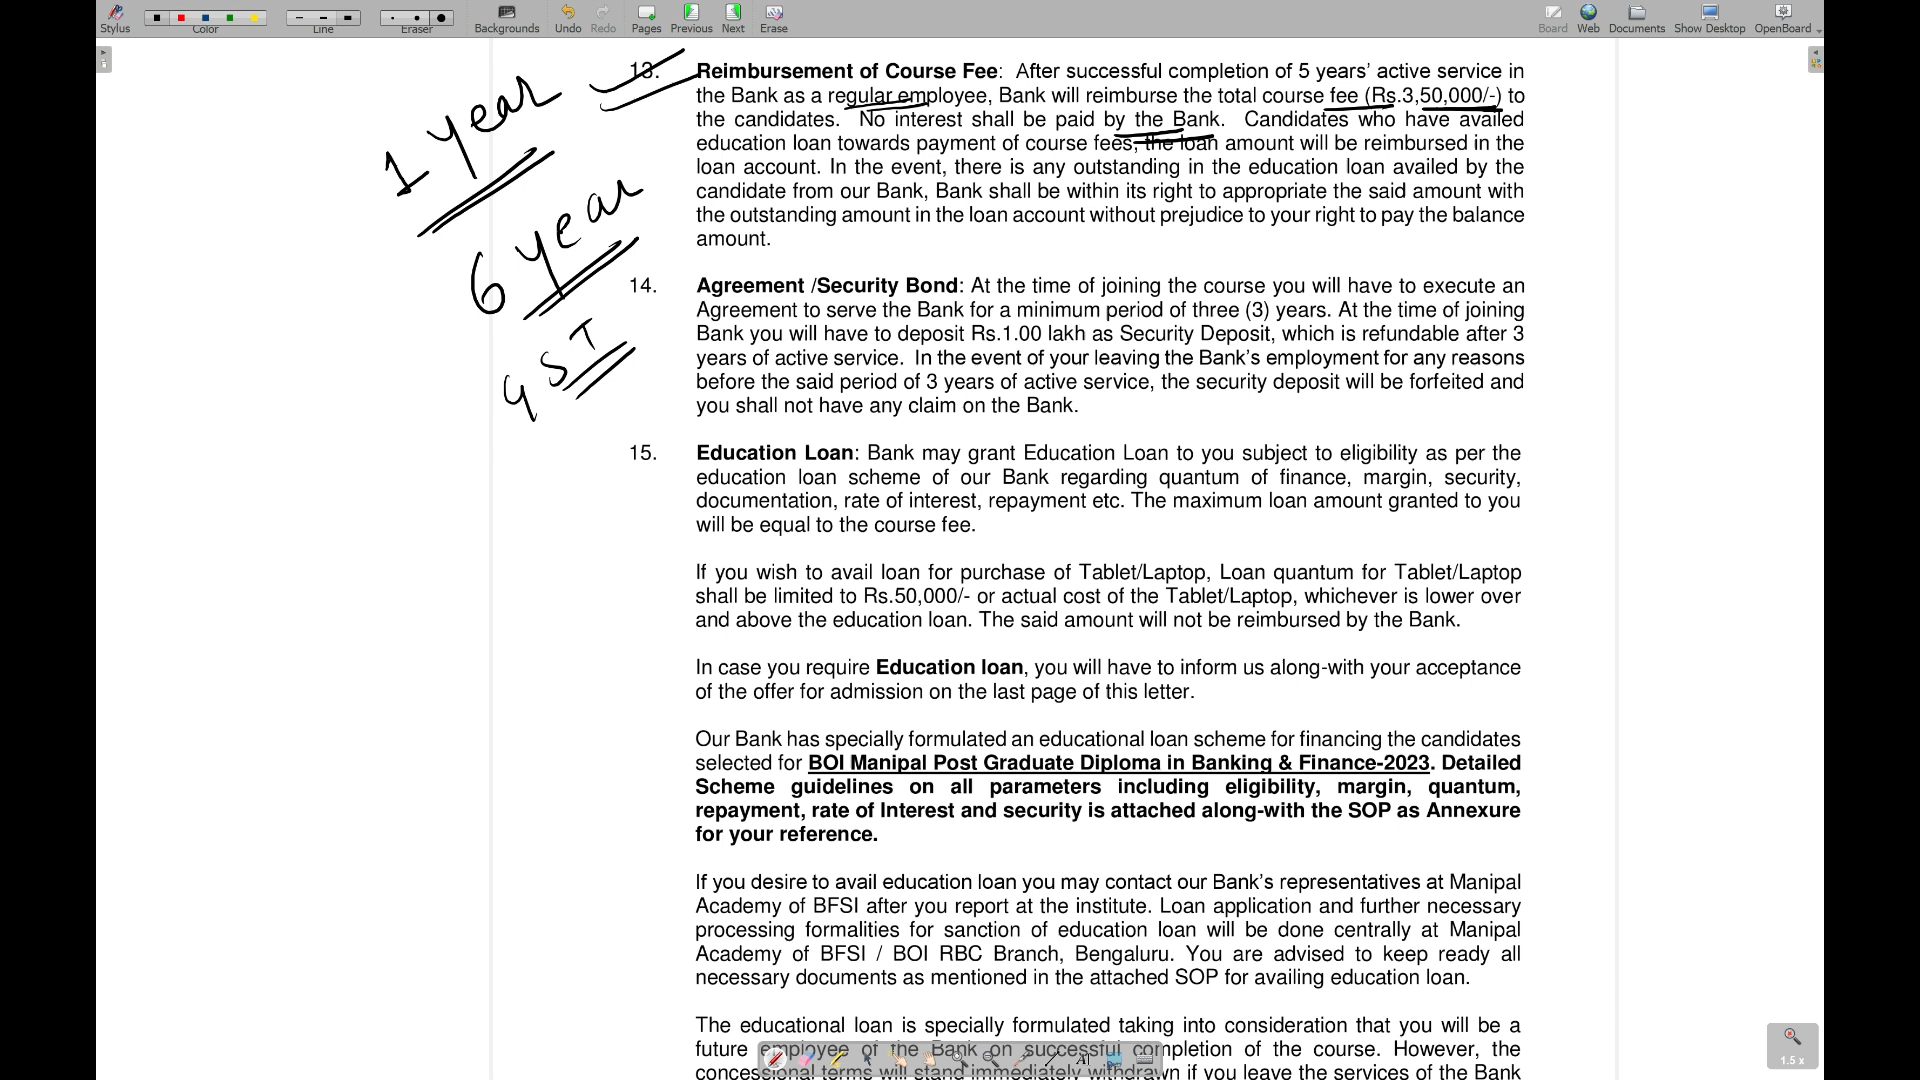 Stylus
Color
Line
Eraser
Backgrounds
Undo
Redo
Pages
Previous
Next
Erase
Board
Web
Documents
Show Desktop
OpenBoard
1 year
6 year
GST
13. Reimbursement of Course Fee: After successful completion of 5 years’ active service in
the Bank as a regular employee, Bank will reimburse the total course fee (Rs.3,50,000/-) to
the candidates. No interest shall be paid by the Bank. Candidates who have availed
education loan towards payment of course fees, the loan amount will be reimbursed in the
loan account. In the event, there is any outstanding in the education loan availed by the
candidate from our Bank, Bank shall be within its right to appropriate the said amount with
the outstanding amount in the loan account without prejudice to your right to pay the balance
amount.
14. Agreement /Security Bond: At the time of joining the course you will have to execute an
Agreement to serve the Bank for a minimum period of three (3) years. At the time of joining
Bank you will have to deposit Rs.1.00 lakh as Security Deposit, which is refundable after 3
years of active service. In the event of your leaving the Bank’s employment for any reasons
before the said period of 3 years of active service, the security deposit will be forfeited and
you shall not have any claim on the Bank.
15. Education Loan: Bank may grant Education Loan to you subject to eligibility as per the
education loan scheme of our Bank regarding quantum of finance, margin, security,
documentation, rate of interest, repayment etc. The maximum loan amount granted to you
will be equal to the course fee.
If you wish to avail loan for purchase of Tablet/Laptop, Loan quantum for Tablet/Laptop
shall be limited to Rs.50,000/- or actual cost of the Tablet/Laptop, whichever is lower over
and above the education loan. The said amount will not be reimbursed by the Bank.
In case you require Education loan, you will have to inform us along-with your acceptance
of the offer for admission on the last page of this letter.
Our Bank has specially formulated an educational loan scheme for financing the candidates
selected for BOI Manipal Post Graduate Diploma in Banking & Finance-2023. Detailed
Scheme guidelines on all parameters including eligibility, margin, quantum,
repayment, rate of Interest and security is attached along-with the SOP as Annexure
for your reference.
If you desire to avail education loan you may contact our Bank’s representatives at Manipal
Academy of BFSI after you report at the institute. Loan application and further necessary
processing formalities for sanction of education loan will be done centrally at Manipal
Academy of BFSI / BOI RBC Branch, Bengaluru. You are advised to keep ready all
necessary documents as mentioned in the attached SOP for availing education loan.
The educational loan is specially formulated taking into consideration that you will be a
future employee of the Bank on successful completion of the course. However, the
concessional terms will stand immediately withdrawn if you leave the services of the Bank
1.5 x